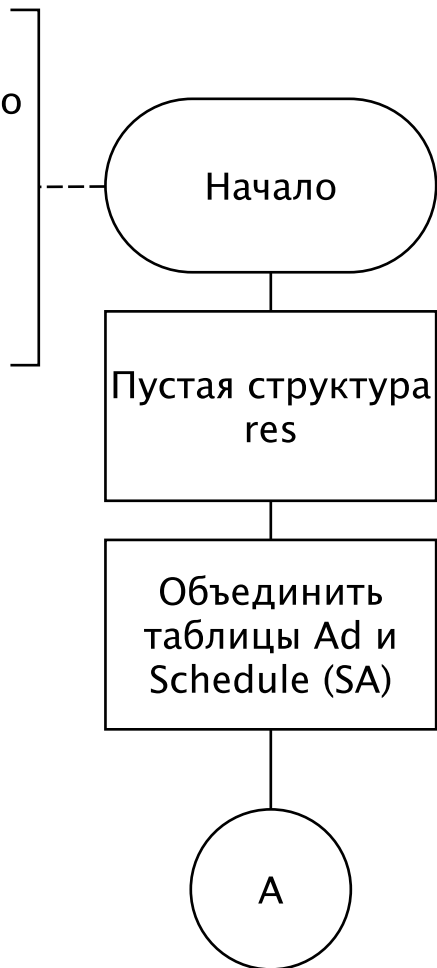 о
Начало
Пустая структура
res
Объединить
таблицы Ad и
Schedule (SA)
А